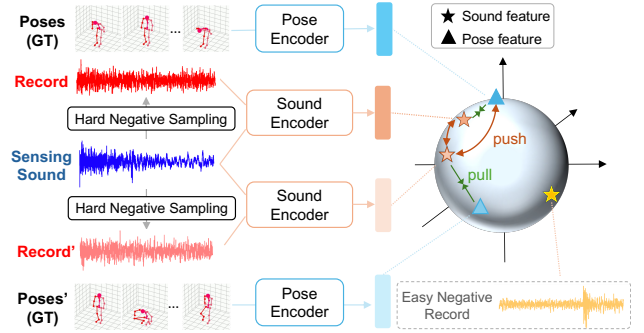 Poses
(GT)
...
Pose
Encoder
★ Sound feature
▲ Pose feature
Record
Hard Negative Sampling
Sound
Encoder
Sensing
Sound
push
pull
Hard Negative Sampling
Sound
Encoder
Record'
Poses'
(GT)
...
Pose
Encoder
Easy Negative
Record